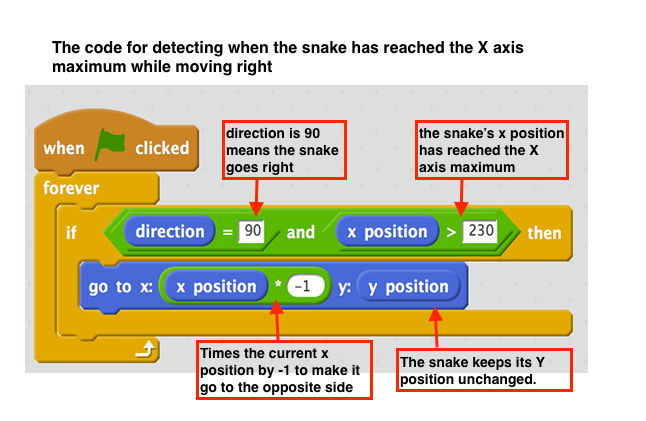 The code for detecting when the snake has reached the X axis
maximum while moving right
direction is 90
means the snake
goes right
the snake's x position
has reached the X
axis maximum
when clicked
forever
if direction = 90 and x position > 230 then
go to x: x position * -1 y: y position
Times the current x
position by -1 to make it
go to the opposite side
The snake keeps its Y
position unchanged.